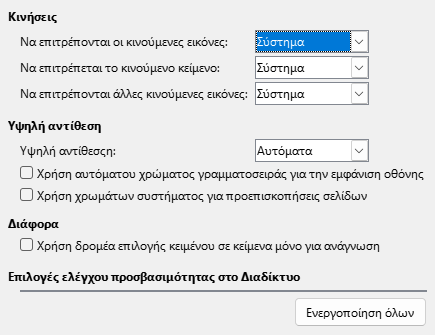 Κινήσεις
Να επιτρέπονται οι κινούμενες εικόνες: Σύστημα
Να επιτρέπεται το κινούμενο κείμενο: Σύστημα
Να επιτρέπονται άλλες κινούμενες εικόνες: Σύστημα
Υψηλή αντίθεση
Υψηλή αντίθεσςη: Αυτόματα
Χρήση αυτόματου χρώματος γραμματοσειράς για την εμφάνιση οθόνης
Χρήση χρωμάτων συστήματος για προεπισκοπήσεις σελίδων
Διάφορα
Χρήση δρομέα επιλογής κειμένου σε κείμενα μόνο για ανάγνωση
Επιλογές ελέγχου προσβασιμότητας στο Διαδίκτυο
Ενεργοποίηση όλων